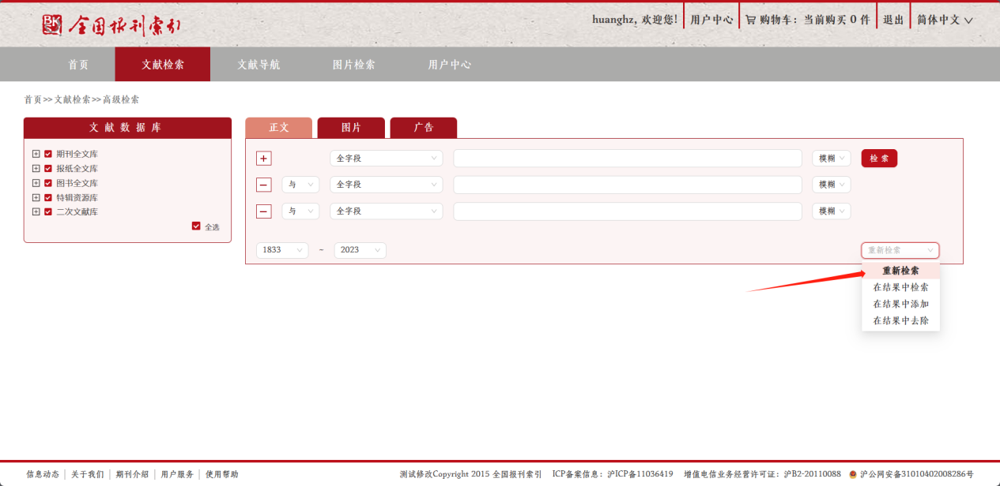 全国报刊索引
huanghz, 欢迎您! 用户中心 购物车: 当前购买 0 件 退出 简体中文
首页 文献检索 文献导航 图片检索 用户中心
首页>>文献检索>>高级检索
文献数据库
期刊全文库
报纸全文库
图书全文库
特辑资源库
二次文献库
全选
正文 图片 广告
全字段 模糊 检索
与 全字段 模糊
与 全字段 模糊
1833 ~ 2023 重新检索
重新检索
在结果中检索
在结果中添加
在结果中去除
信息动态 关于我们 期刊介绍 用户服务 使用帮助 测试修改Copyright 2015 全国报刊索引 ICP备案信息: 沪ICP备11036419 增值电信业务经营许可证: 沪B2-20110088 沪公网安备31010402008286号